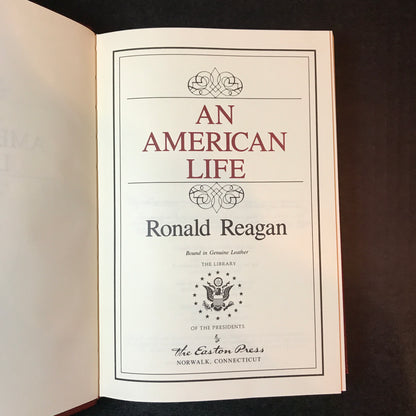 AN
AMERICAN
LIFE
Ronald Reagan
Bound in Genuine Leather
THE LIBRARY
OF THE PRESIDENTS
The Easton Press
NORWALK, CONNECTICUT